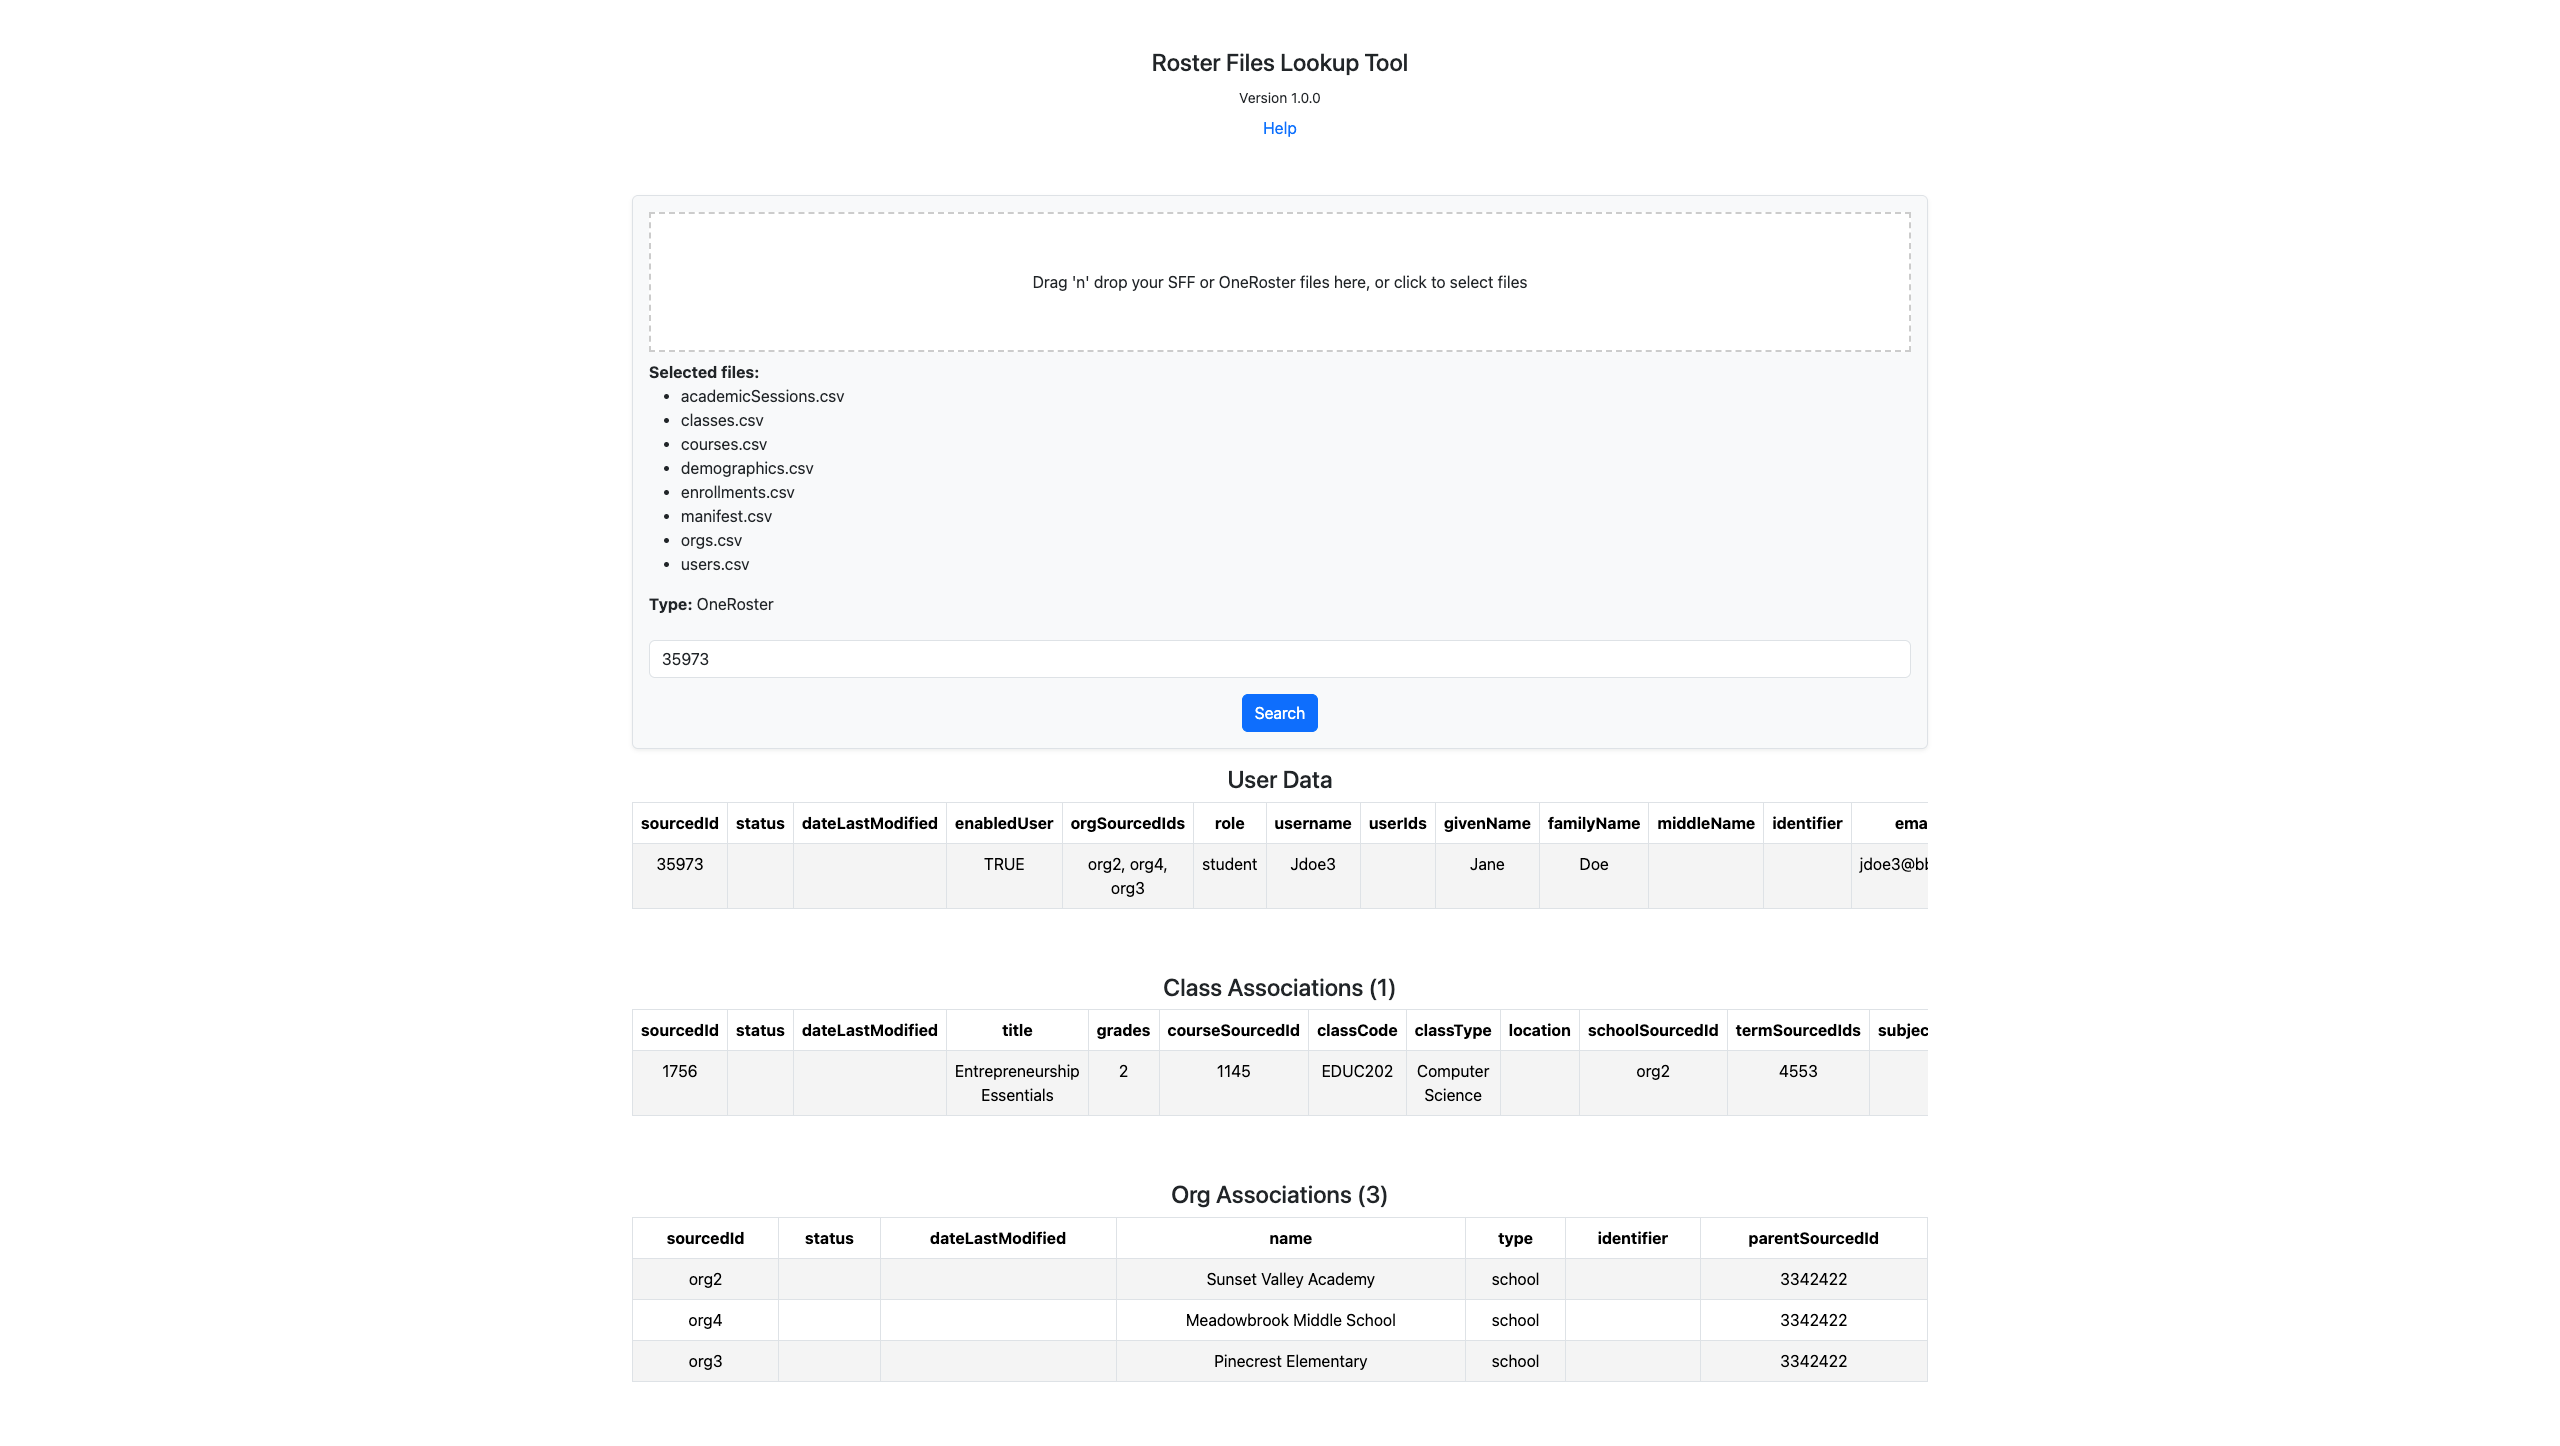 Roster Files Lookup Tool
Version 1.0.0
Help
Drag 'n' drop your SFF or OneRoster files here, or click to select files
Selected files:
• academicSessions.csv
• classes.csv
• courses.csv
• demographics.csv
• enrollments.csv
• manifest.csv
• orgs.csv
• users.csv
Type: OneRoster
35973
Search
User Data
sourcedId status dateLastModified enabledUser orgSourcedIds role username userIds givenName familyName middleName identifier ema
35973 TRUE org2, org4, student Jdoe3 Jane Doe jdoe3@bb
org3
Class Associations (1)
sourcedId status dateLastModified title grades courseSourcedId classCode classType location schoolSourcedId termSourcedIds subjec
1756 Entrepreneurship 2 1145 EDUC202 Computer org2 4553
Essentials Science
Org Associations (3)
sourcedId status dateLastModified name type identifier parentSourcedId
org2 Sunset Valley Academy school 3342422
org4 Meadowbrook Middle School school 3342422
org3 Pinecrest Elementary school 3342422